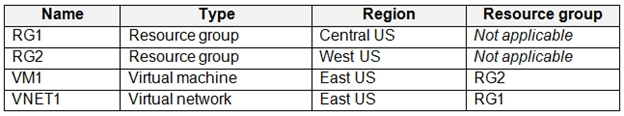 Name Type Region Resource group
RG1 Resource group Central US Not applicable
RG2 Resource group West US Not applicable
VM1 Virtual machine East US RG2
VNET1 Virtual network East US RG1